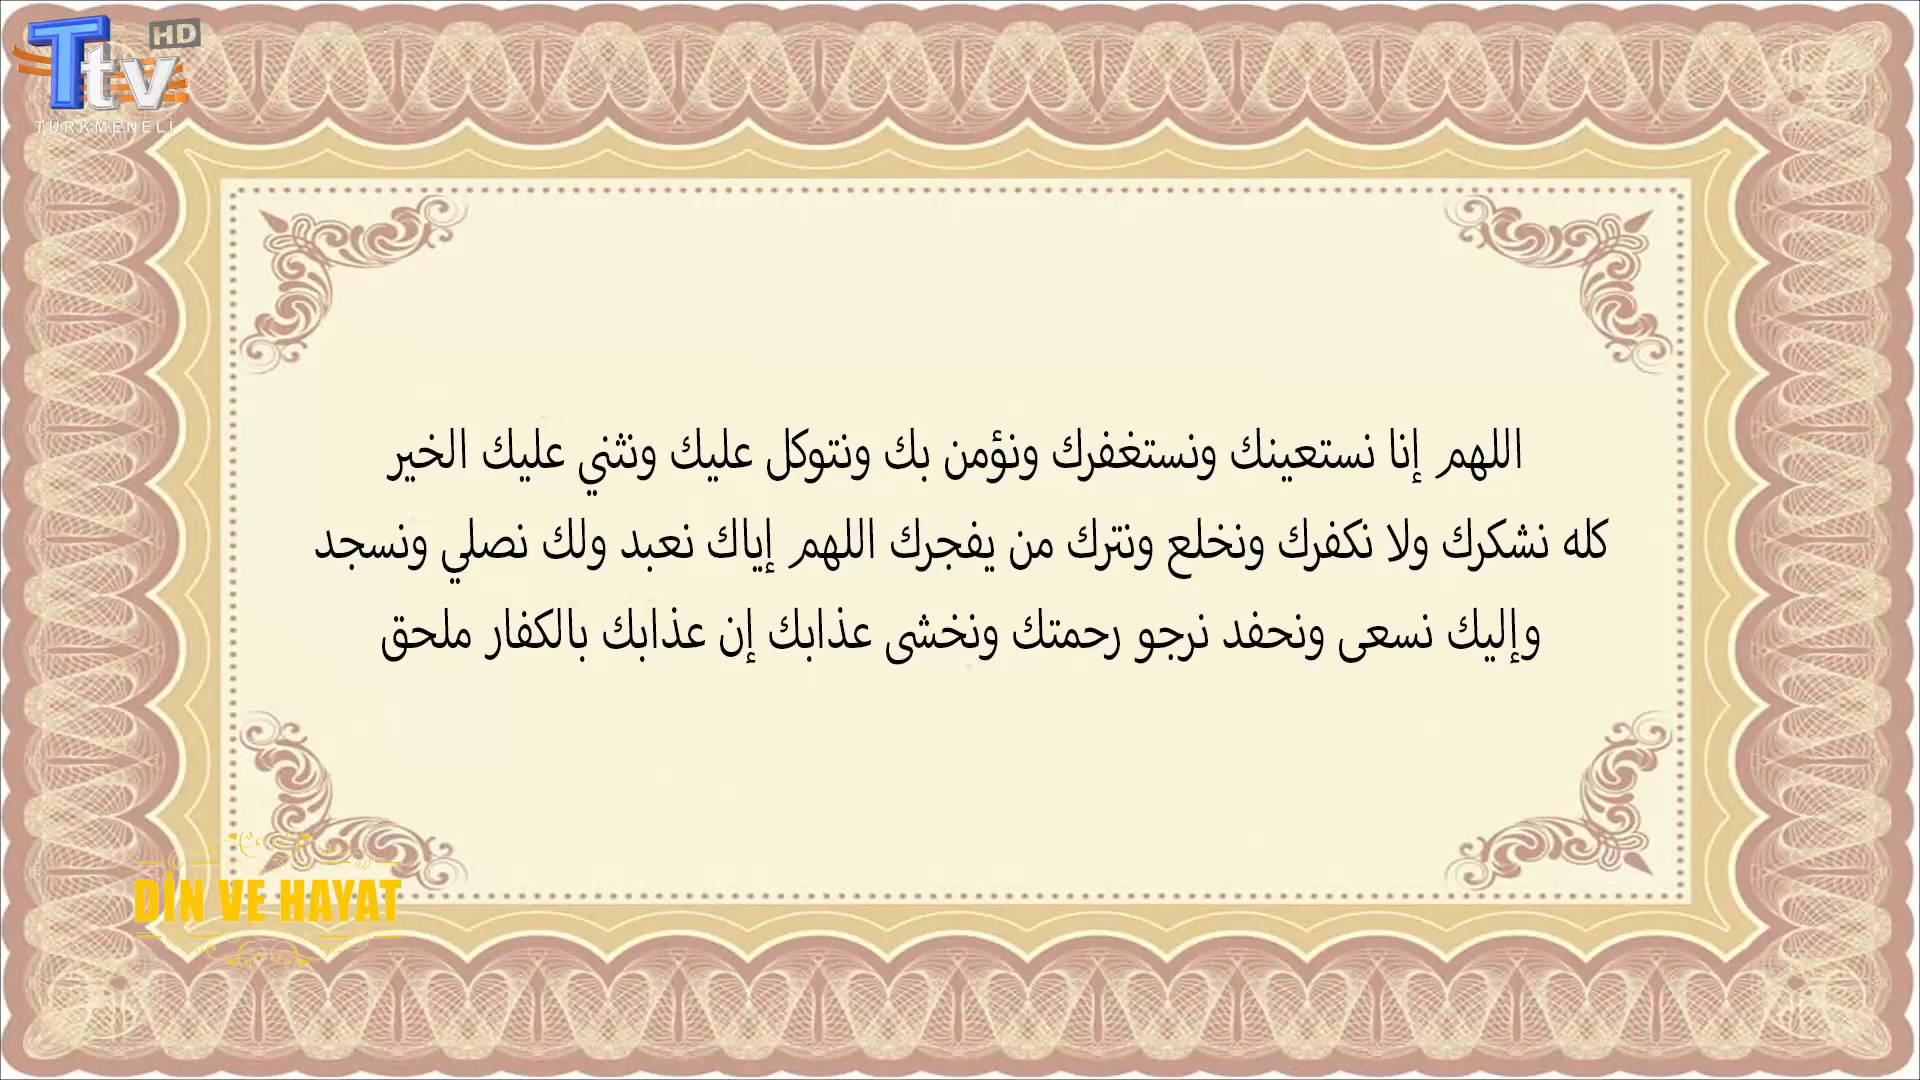 HD
Ttv
TÜRKMENELİ
اللهم إنا نستعينك ونستغفرك ونؤمن بك ونتوكل عليك ونثني عليك الخير
كله نشكرك ولا نكفرك ونخلع ونترك من يفجرك اللهم إياك نعبد ولك نصلي ونسجد
وإليك نسعى ونحفد نرجو رحمتك ونخشى عذابك إن عذابك بالكفار ملحق
DİN VE HAYAT